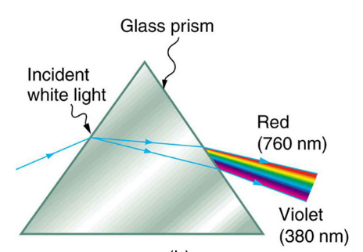 Glass prism
Incident
white light
Red
(760 nm)
Violet
(380 nm)